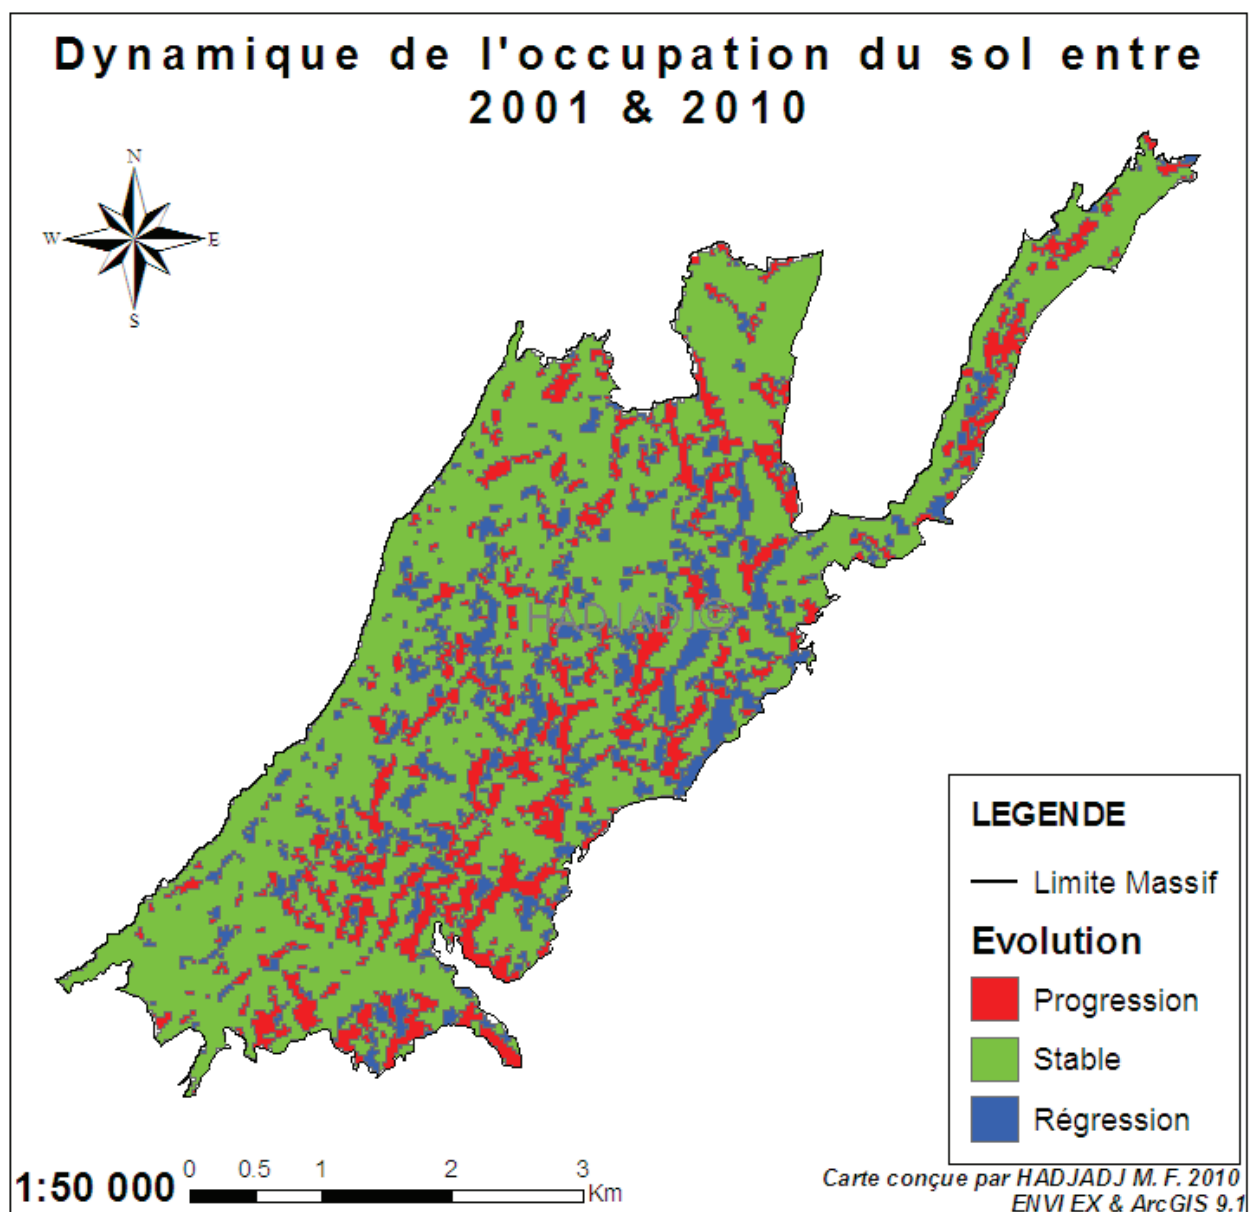 Dynamique de l'occupation du sol entre
2001 & 2010
N
W
E
S
HADJADJ©
LEGENDE
Limite Massif
Evolution
Progression
Stable
Régression
1:50 000
0 0.5 1 2 3
Km
Carte conçue par HADJADJ M. F. 2010
ENVI EX & ArcGIS 9.1